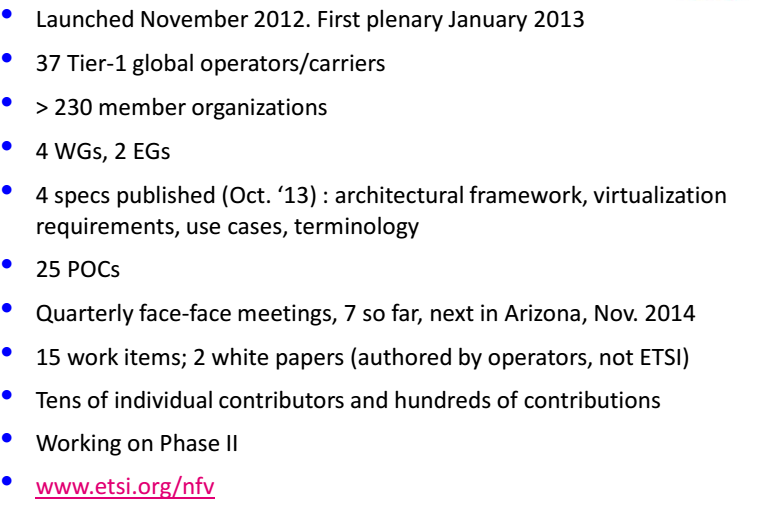 • Launched November 2012. First plenary January 2013
• 37 Tier-1 global operators/carriers
• > 230 member organizations
• 4 WGs, 2 EGs
• 4 specs published (Oct. ‘13) : architectural framework, virtualization
requirements, use cases, terminology
• 25 POCs
• Quarterly face-face meetings, 7 so far, next in Arizona, Nov. 2014
• 15 work items; 2 white papers (authored by operators, not ETSI)
• Tens of individual contributors and hundreds of contributions
• Working on Phase II
• www.etsi.org/nfv